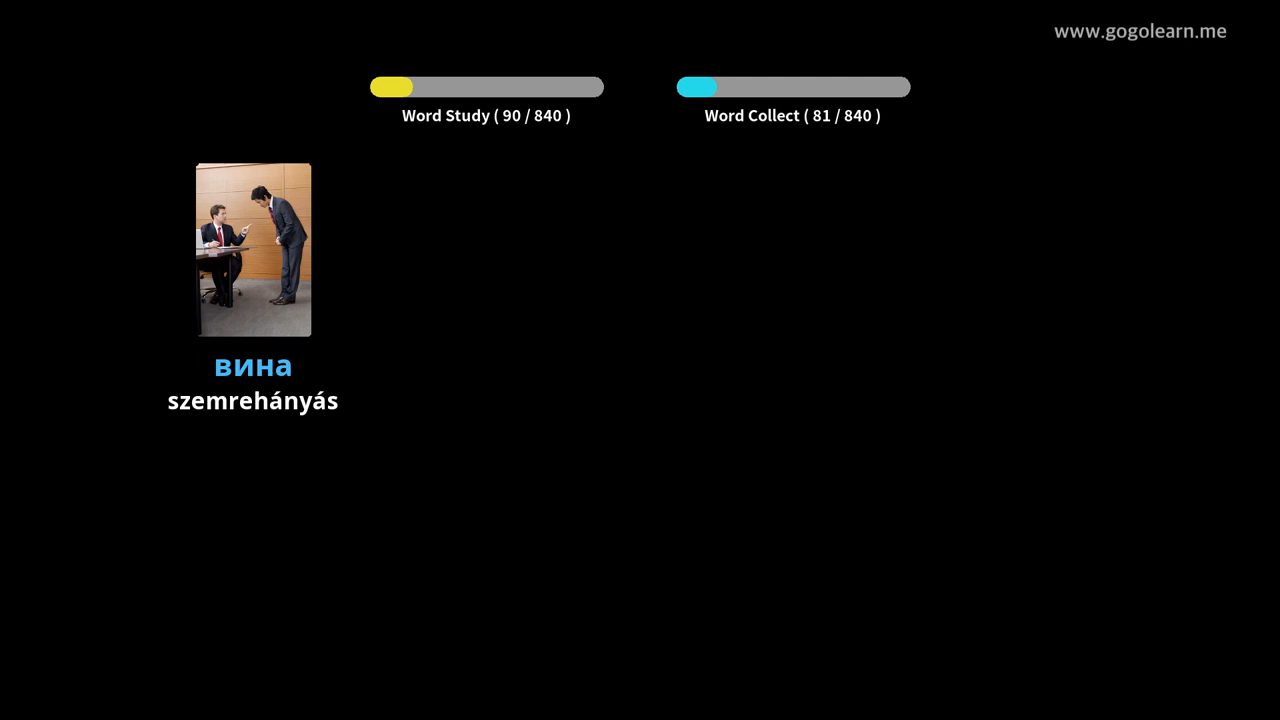 www.gogolearn.me
Word Study ( 90 / 840 )
Word Collect ( 81 / 840 )
вина
szemrehányás